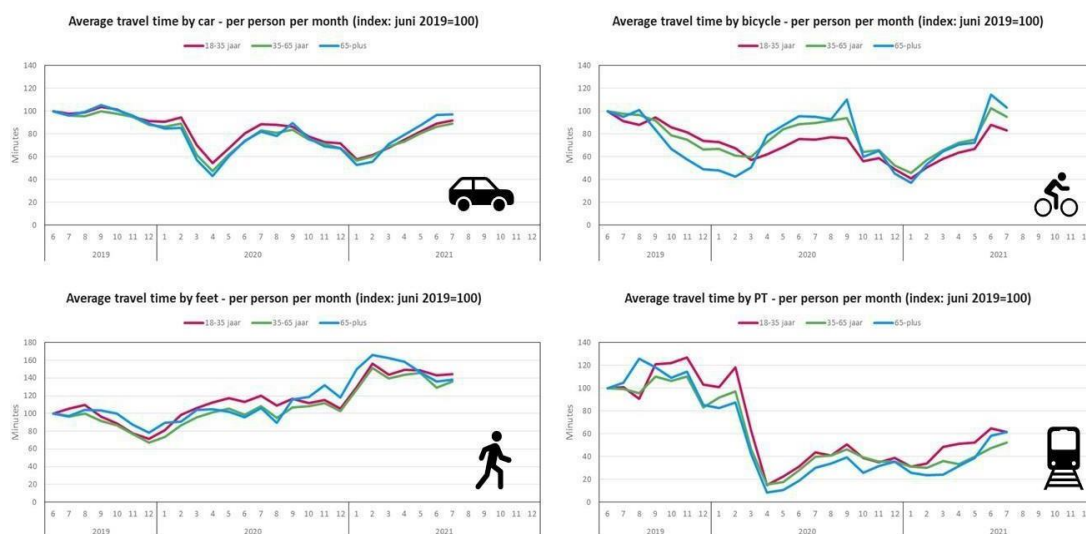 Average travel time by car - per person per month (index: juni 2019=100)
18-35 jaar 35-65 jaar 65-plus
Minutes
140
120
100
80
60
40
20
0
6 7 8 9 10 11 12 1 2 3 4 5 6 7 8 9 10 11 12 1 2 3 4 5 6 7 8 9 10 11 12
2019 2020 2021
Average travel time by bicycle - per person per month (index: juni 2019=100)
18-35 jaar 35-65 jaar 65-plus
Minutes
140
120
100
80
60
40
20
0
6 7 8 9 10 11 12 1 2 3 4 5 6 7 8 9 10 11 12 1 2 3 4 5 6 7 8 9 10 11 1
2019 2020 2021
Average travel time by feet - per person per month (index: juni 2019=100)
18-35 jaar 35-65 jaar 65-plus
Minutes
180
160
140
120
100
80
60
40
20
0
6 7 8 9 10 11 12 1 2 3 4 5 6 7 8 9 10 11 12 1 2 3 4 5 6 7 8 9 10 11 12
2019 2020 2021
Average travel time by PT - per person per month (index: juni 2019=100)
18-35 jaar 35-65 jaar 65-plus
Minutes
140
120
100
80
60
40
20
0
6 7 8 9 10 11 12 1 2 3 4 5 6 7 8 9 10 11 12 1 2 3 4 5 6 7 8 9 10 11 1
2019 2020 2021